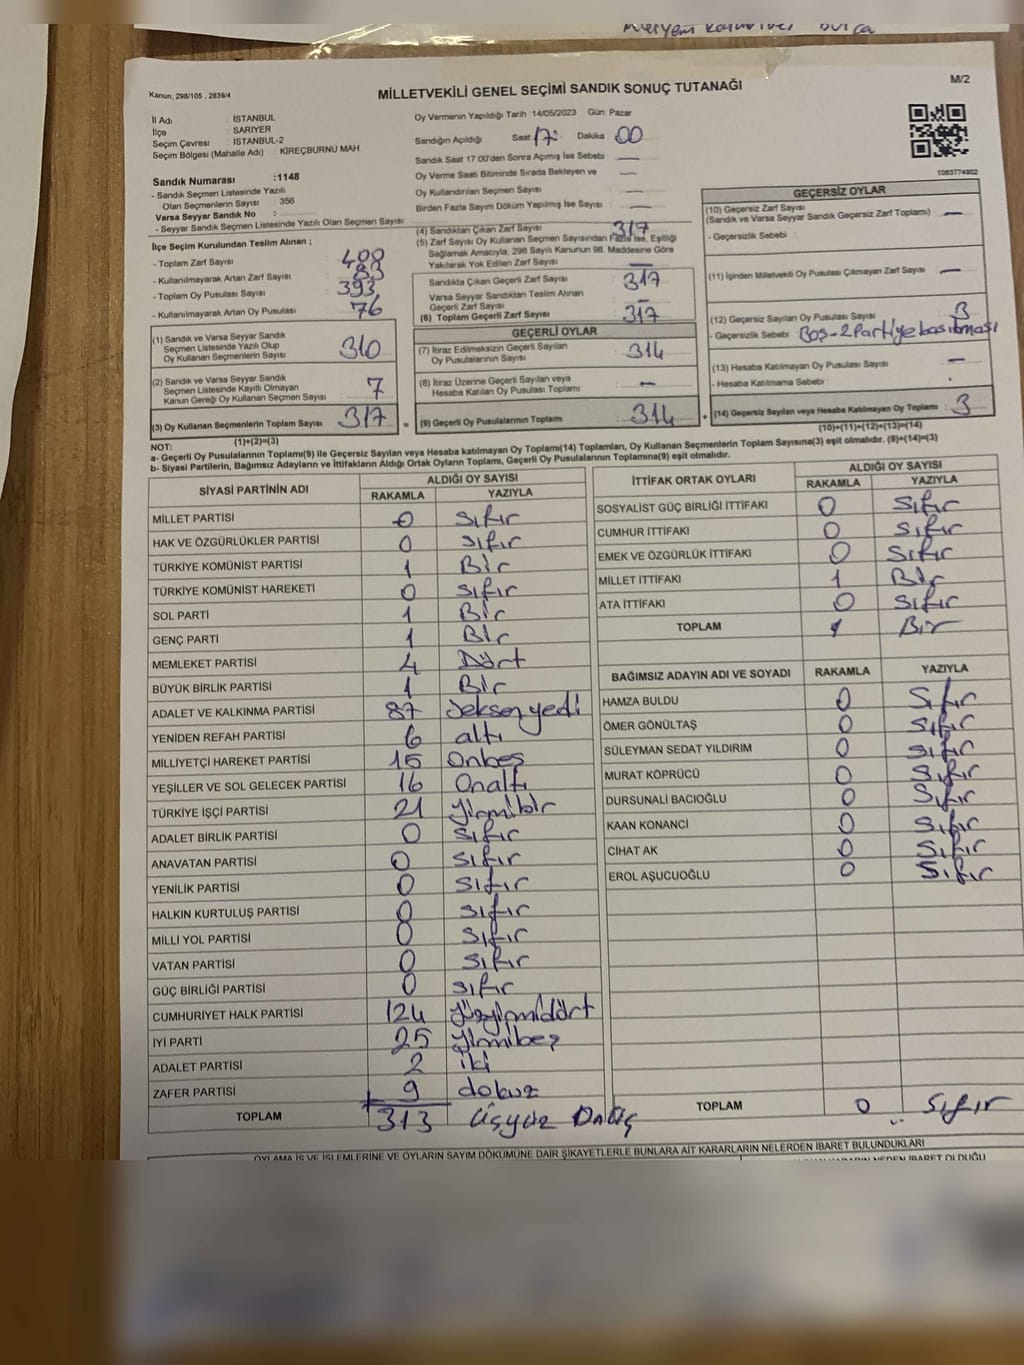 Meryem
M/2
Kanun, 298/105 , 2839/4
MİLLETVEKİLİ GENEL SEÇİMİ SANDIK SONUÇ TUTANAĞI
İl Adı : İSTANBUL
İlçe : SARIYER
Seçim Çevresi : İSTANBUL-2
Seçim Bölgesi (Mahalle Adı) : KİREÇBURNU MAH.
Sandık Numarası :1148
- Sandık Seçmen Listesinde Yazılı
Olan Seçmenlerin Sayısı : 356
Varsa Seyyar Sandık No :
- Seyyar Sandık Seçmen Listesinde Yazılı Olan Seçmen Sayısı
İlçe Seçim Kurulundan Teslim Alınan ;
- Toplam Zarf Sayısı : 400
- Kullanılmayarak Artan Zarf Sayısı : 83
- Toplam Oy Pusulası Sayısı : 393
- Kullanılmayarak Artan Oy Pusulası : 76
(1) Sandık ve Varsa Seyyar Sandık
Seçmen Listesinde Yazılı Olup
Oy Kullanan Seçmenlerin Sayısı : 310
(2) Sandık ve Varsa Seyyar Sandık
Seçmen Listesinde Kayıtlı Olmayan
Kanun Gereği Oy Kullanan Seçmen Sayısı : 7
(3) Oy Kullanan Seçmenlerin Toplam Sayısı : 317 =
(1)+(2)=(3)
Oy Vermenin Yapıldığı Tarih 14/05/2023 Gün: Pazar
Sandığın Açıldığı Saat: 17: Dakika : 00
Sandık Saat 17:00'den Sonra Açımış İse Sebebi : —
Oy Verme Saati Bitiminde Sırada Bekleyen ve —
Oy Kullandırılan Seçmen Sayısı : —
Birden Fazla Sayım Döküm Yapılmış İse Sayısı : —
(4) Sandıktan Çıkan Zarf Sayısı : 317
(5) Zarf Sayısı Oy Kullanan Seçmen Sayısından Fazla İse, Eşitliği
Sağlamak Amacıyla, 298 Sayılı Kanunun 98. Maddesine Göre
Yakılarak Yok Edilen Zarf Sayısı : —
Sandıkta Çıkan Geçerli Zarf Sayısı : 317
Varsa Seyyar Sandıktan Teslim Alınan
Geçerli Zarf Sayısı : —
(6) Toplam Geçerli Zarf Sayısı : 317
GEÇERLİ OYLAR
(7) İtiraz Edilmeksizin Geçerli Sayılan
Oy Pusulalarının Sayısı : 314
(8) İtiraz Üzerine Geçerli Sayılan veya
Hesaba Katılan Oy Pusulası Toplamı : —
(9) Geçerli Oy Pusulalarının Toplamı : 314 +
1083774802
GEÇERSİZ OYLAR
(10) Geçersiz Zarf Sayısı
(Sandık ve Varsa Seyyar Sandık Geçersiz Zarf Toplamı) : —
- Geçersizlik Sebebi :
(11) İçinden Milletvekili Oy Pusulası Çıkmayan Zarf Sayısı : —
(12) Geçersiz Sayılan Oy Pusulası Sayısı : 3
- Geçersizlik Sebebi : Boş-2 Partiye basılması
(13) Hesaba Katılmayan Oy Pusulası Sayısı : —
- Hesaba Katılmama Sebebi :
(14) Geçersiz Sayılan veya Hesaba Katılmayan Oy Toplamı : 3
(10)+(11)+(12)+(13)=(14)
NOT:
a- Geçerli Oy Pusulalarının Toplamı(9) ile Geçersiz Sayılan veya Hesaba katılmayan Oy Toplamı(14) Toplamları, Oy Kullanan Seçmenlerin Toplam Sayısına(3) eşit olmalıdır. (9)+(14)=(3)
b- Siyasi Partilerin, Bağımsız Adayların ve İttifakların Aldığı Ortak Oyların Toplamı, Geçerli Oy Pusulalarının Toplamına(9) eşit olmalıdır.
SİYASİ PARTİNİN ADI ALDIĞI OY SAYISI
RAKAMLA YAZIYLA
MİLLET PARTİSİ 0 Sıfır
HAK VE ÖZGÜRLÜKLER PARTİSİ 0 sıfır
TÜRKİYE KOMÜNİST PARTİSİ 1 Bir
TÜRKİYE KOMÜNİST HAREKETİ 0 sıfır
SOL PARTİ 1 Bir
GENÇ PARTİ 1 Bir
MEMLEKET PARTİSİ 4 Dört
BÜYÜK BİRLİK PARTİSİ 1 Bir
ADALET VE KALKINMA PARTİSİ 87 Seksenyedi
YENİDEN REFAH PARTİSİ 6 altı
MİLLİYETÇİ HAREKET PARTİSİ 15 Onbeş
YEŞİLLER VE SOL GELECEK PARTİSİ 16 Onaltı
TÜRKİYE İŞÇİ PARTİSİ 21 Yirmibir
ADALET BİRLİK PARTİSİ 0 sıfır
ANAVATAN PARTİSİ 0 sıfır
YENİLİK PARTİSİ 0 sıfır
HALKIN KURTULUŞ PARTİSİ 0 sıfır
MİLLİ YOL PARTİSİ 0 sıfır
VATAN PARTİSİ 0 sıfır
GÜÇ BİRLİĞİ PARTİSİ 0 sıfır
CUMHURİYET HALK PARTİSİ 124 Yüzyirmidört
İYİ PARTİ 25 Yirmibeş
ADALET PARTİSİ 2 iki
ZAFER PARTİSİ 9 dokuz
TOPLAM 313 Üçyüz Onüç
İTTİFAK ORTAK OYLARI ALDIĞI OY SAYISI
RAKAMLA YAZIYLA
SOSYALİST GÜÇ BİRLİĞİ İTTİFAKI 0 Sıfır
CUMHUR İTTİFAKI 0 Sıfır
EMEK VE ÖZGÜRLÜK İTTİFAKI 0 Sıfır
MİLLET İTTİFAKI 1 Bir
ATA İTTİFAKI 0 Sıfır
TOPLAM 1 Bir
BAĞIMSIZ ADAYIN ADI VE SOYADI RAKAMLA YAZIYLA
HAMZA BULDU 0 Sıfır
ÖMER GÖNÜLTAŞ 0 Sıfır
SÜLEYMAN SEDAT YILDIRIM 0 Sıfır
MURAT KÖPRÜCÜ 0 Sıfır
DURSUNALİ BACIOĞLU 0 Sıfır
KAAN KONANCİ 0 Sıfır
CİHAT AK 0 Sıfır
EROL AŞUCUOĞLU 0 Sıfır
TOPLAM 0 Sıfır
OYLAMA İŞ VE İŞLEMLERİNE VE OYLARIN SAYIM DÖKÜMÜNE DAİR ŞİKAYETLERLE BUNLARA AİT KARARLARIN NELERDEN İBARET BULUNDUKLARI